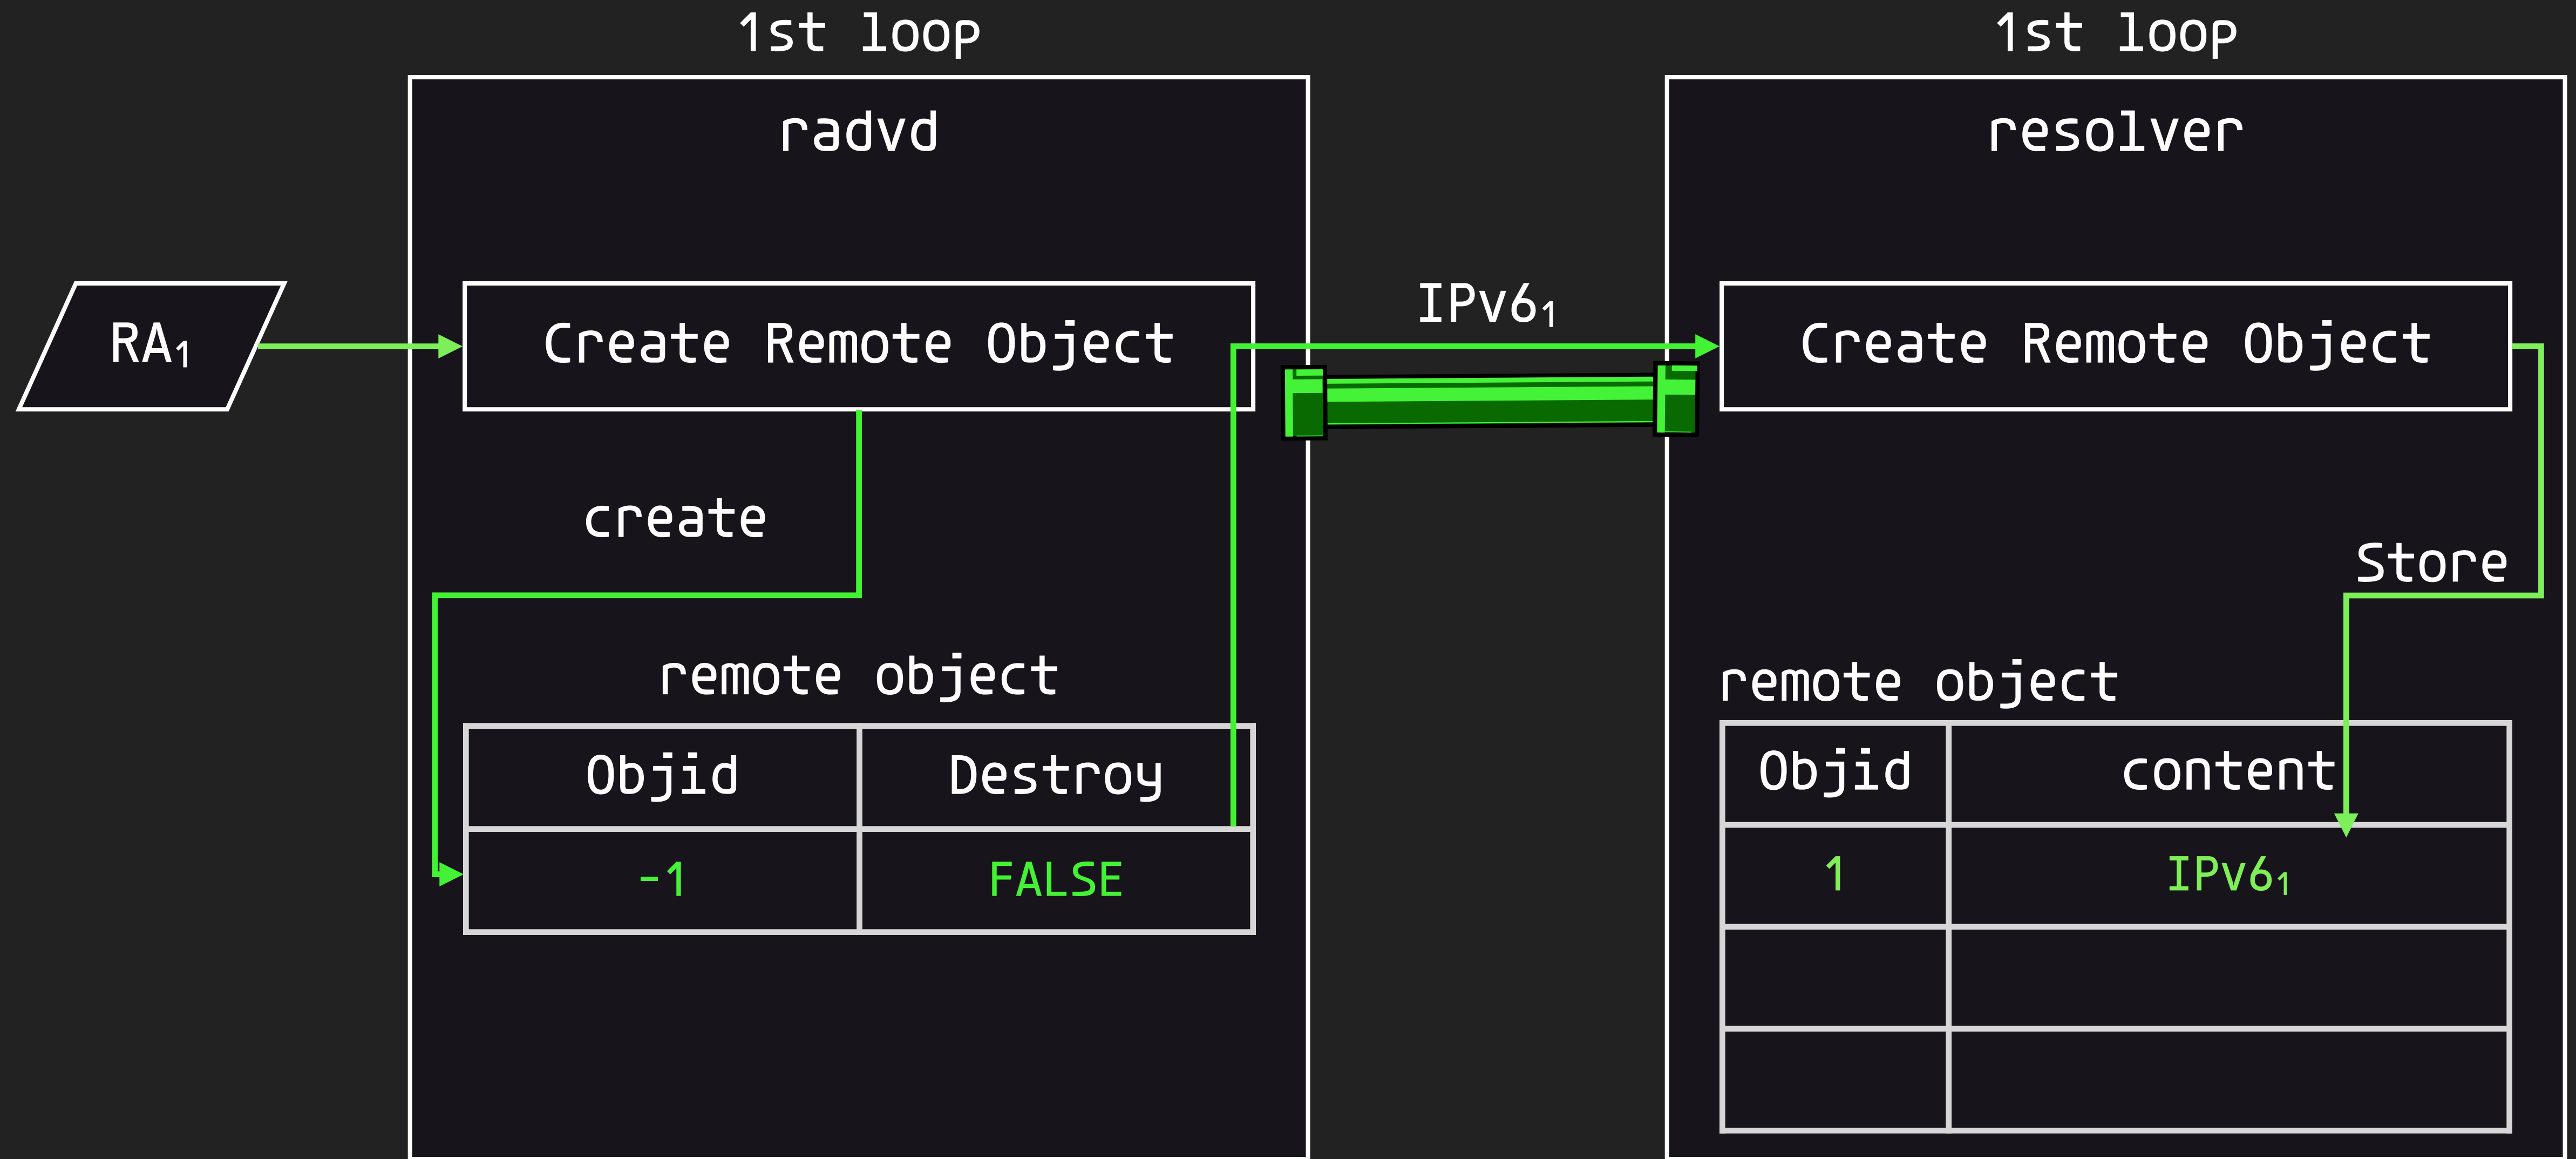 1st loop
radvd
RA₁
Create Remote Object
create
remote object
Objid Destroy
-1 FALSE
IPv6₁
1st loop
resolver
Create Remote Object
Store
remote object
Objid content
1 IPv6₁